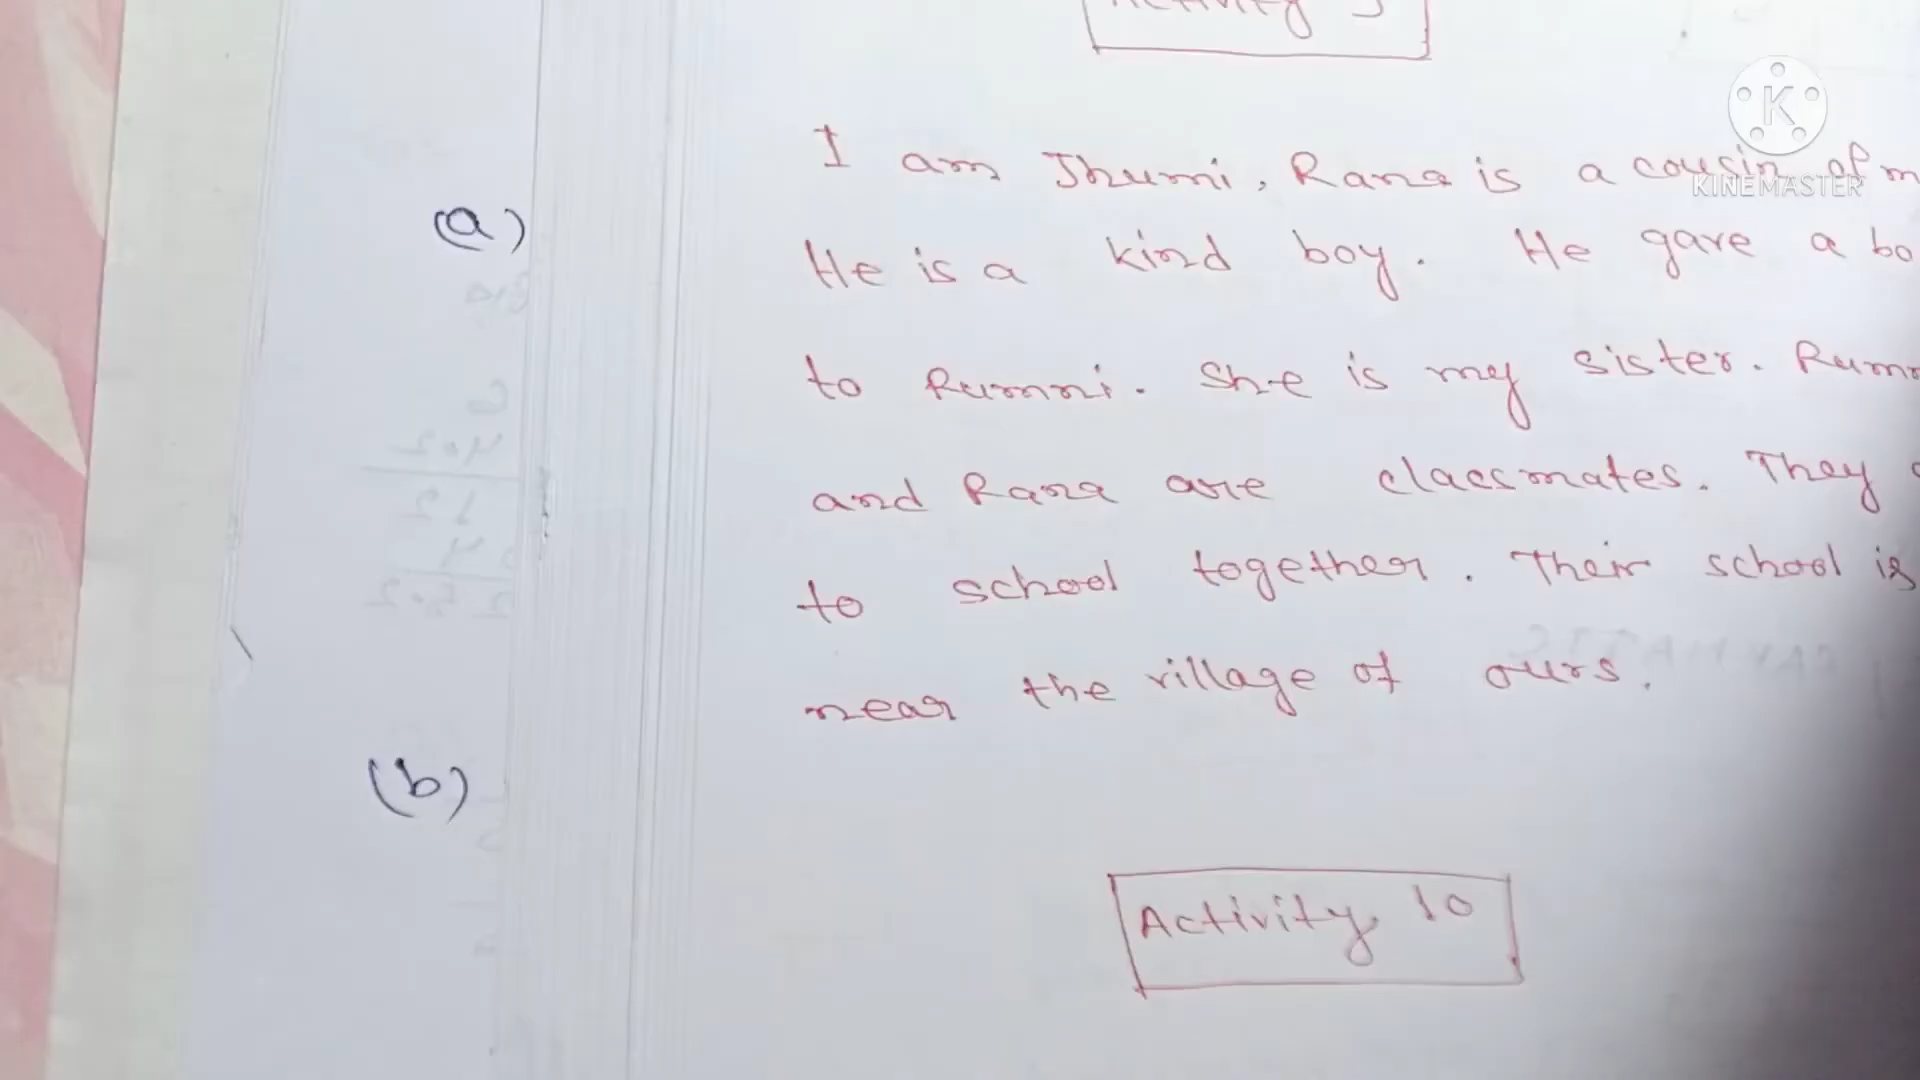 Activity
I am Jhumi, Rana is a cousin of
KINEMASTER
(a)
He is a kind boy. He gave a
to Rumni. She is my sister.
and Rana are classmates. They
to school together. Their school is
near the village of ours.
(b)
Activity 10